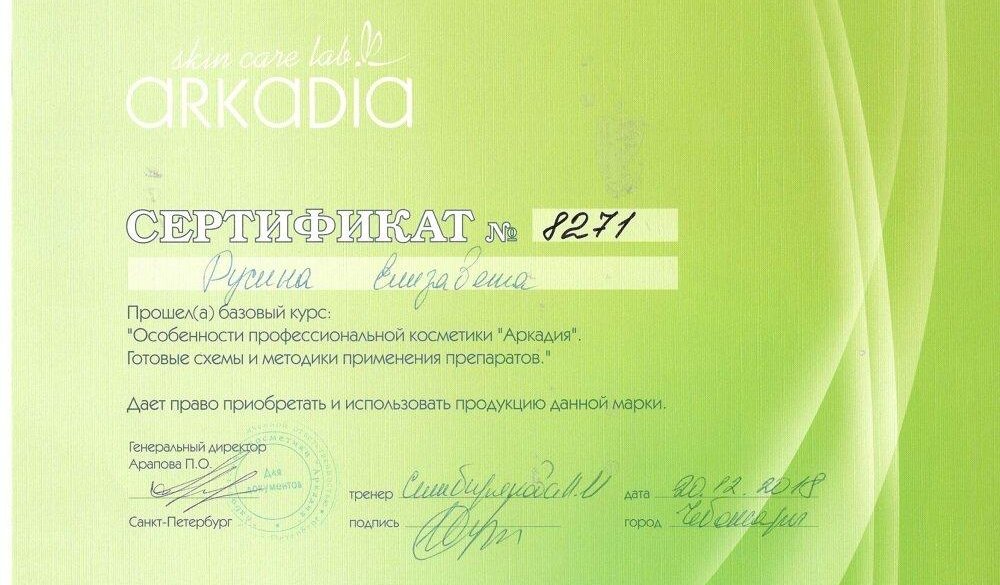 skin care lab
ARKADIA
СЕРТИФИКАТ № 8271
Русина Елизавета
Прошел(а) базовый курс:
"Особенности профессиональной косметики "Аркадия".
Готовые схемы и методики применения препаратов."
Дает право приобретать и использовать продукцию данной марки.
Генеральный директор
Арапова П.О.
Для
документов
Санкт-Петербург
тренер
подпись
дата 20.12.2018
город Чебоксары